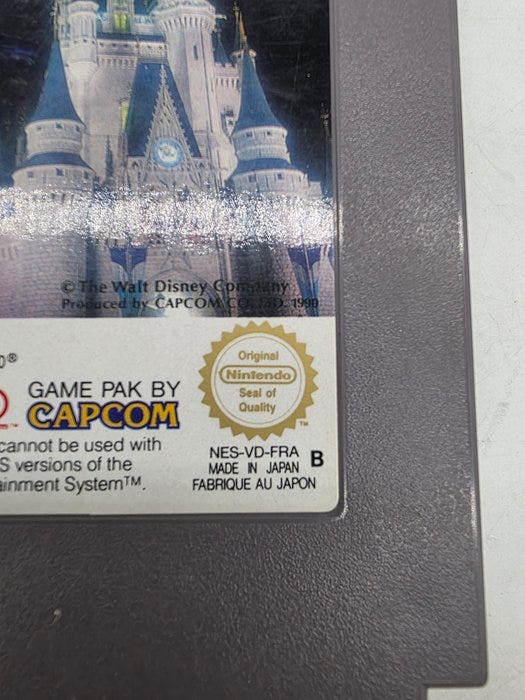 © The Walt Disney Company
Produced by CAPCOM CO., LTD. 1990
®
GAME PAK BY
CAPCOM
Original
Nintendo
Seal of
Quality
TM
cannot be used with
S versions of the
ainment System™.
NES-VD-FRA
MADE IN JAPAN B
FABRIQUE AU JAPON